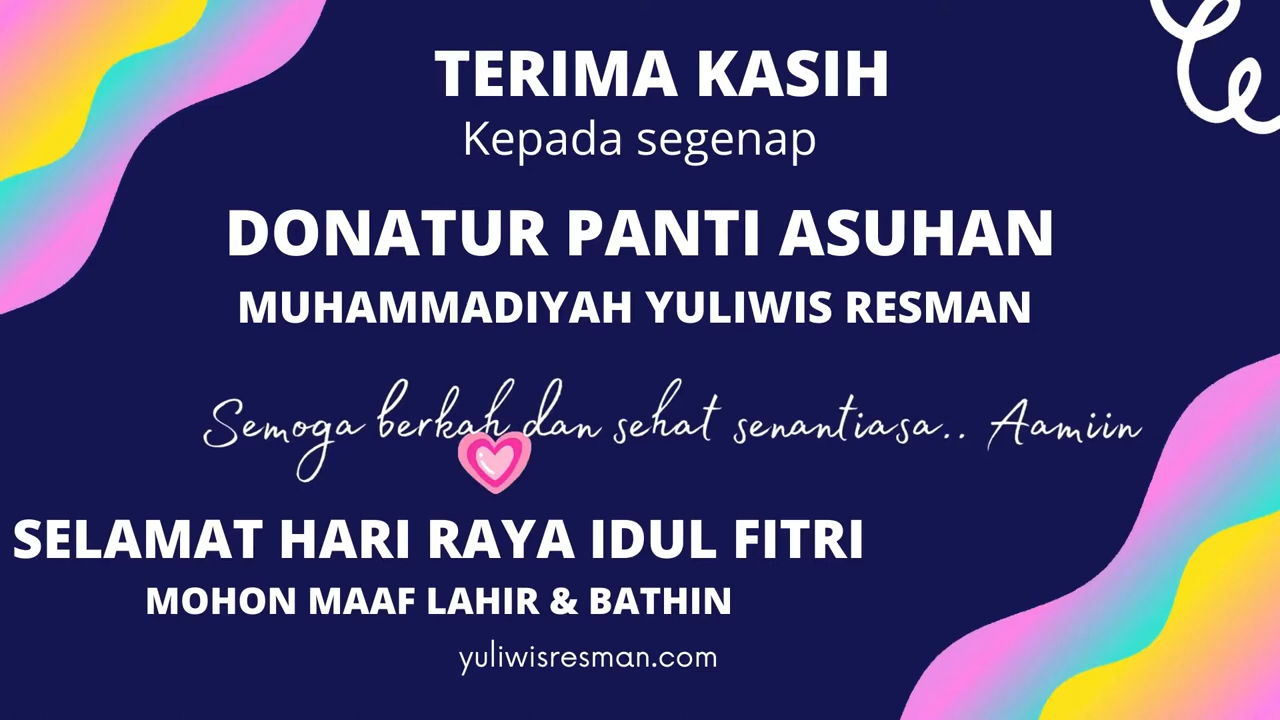 TERIMA KASIH
Kepada segenap
DONATUR PANTI ASUHAN
MUHAMMADIYAH YULIWIS RESMAN
Semoga berkah dan sehat senantiasa.. Aamiin
SELAMAT HARI RAYA IDUL FITRI
MOHON MAAF LAHIR & BATHIN
yuliwisresman.com